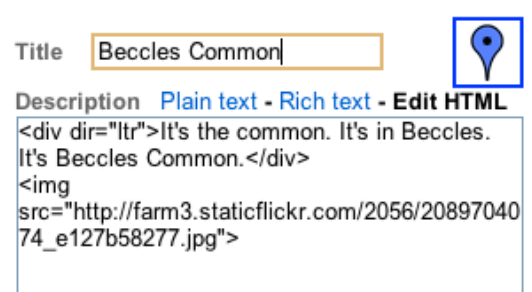 Title Beccles Common
Description Plain text - Rich text - Edit HTML
<div dir="ltr">It's the common. It's in Beccles.
It's Beccles Common.</div>
<img
src="http://farm3.staticflickr.com/2056/20897040
74_e127b58277.jpg">